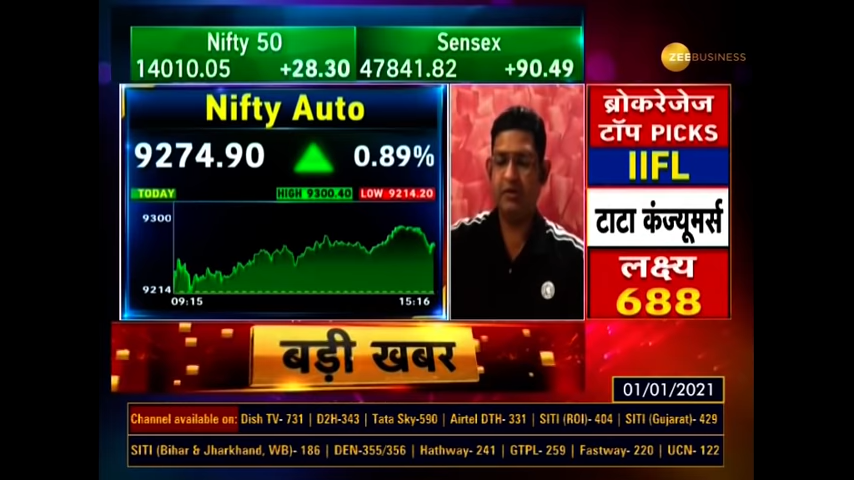 Nifty 50
14010.05 +28.30
Sensex
47841.82 +90.49
ZEEBUSINESS
Nifty Auto
9274.90 0.89%
TODAY HIGH 9300.40 LOW 9214.20
9300
9214
09:15 15:16
ब्रोकरेजेज
टॉप PICKS
IIFL
टाटा कंज्यूमर्स
लक्ष्य
688
बड़ी खबर
01/01/2021
Channel available on: Dish TV- 731 | D2H-343 | Tata Sky-590 | Airtel DTH- 331 | SITI (ROI)- 404 | SITI (Gujarat)- 429
SITI (Bihar & Jharkhand, WB)- 186 | DEN-355/356 | Hathway- 241 | GTPL- 259 | Fastway- 220 | UCN- 122